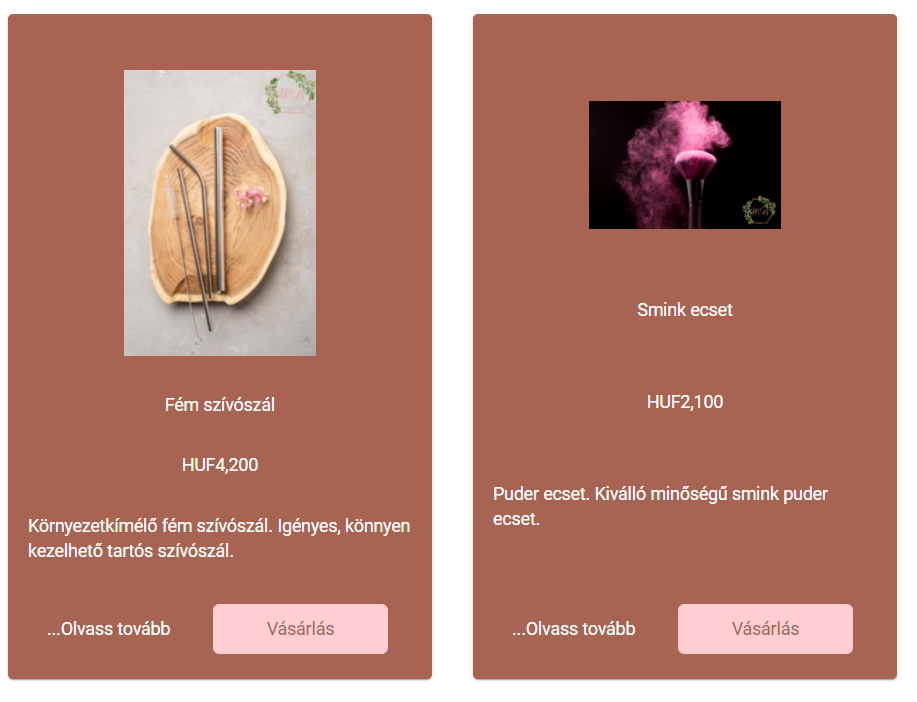 Fém szívószál
HUF4,200
Környezetkímélő fém szívószál. Igényes, könnyen
kezelhető tartós szívószál.
...Olvass tovább
Vásárlás
Smink ecset
HUF2,100
Puder ecset. Kiválló minőségű smink puder
ecset.
...Olvass tovább
Vásárlás